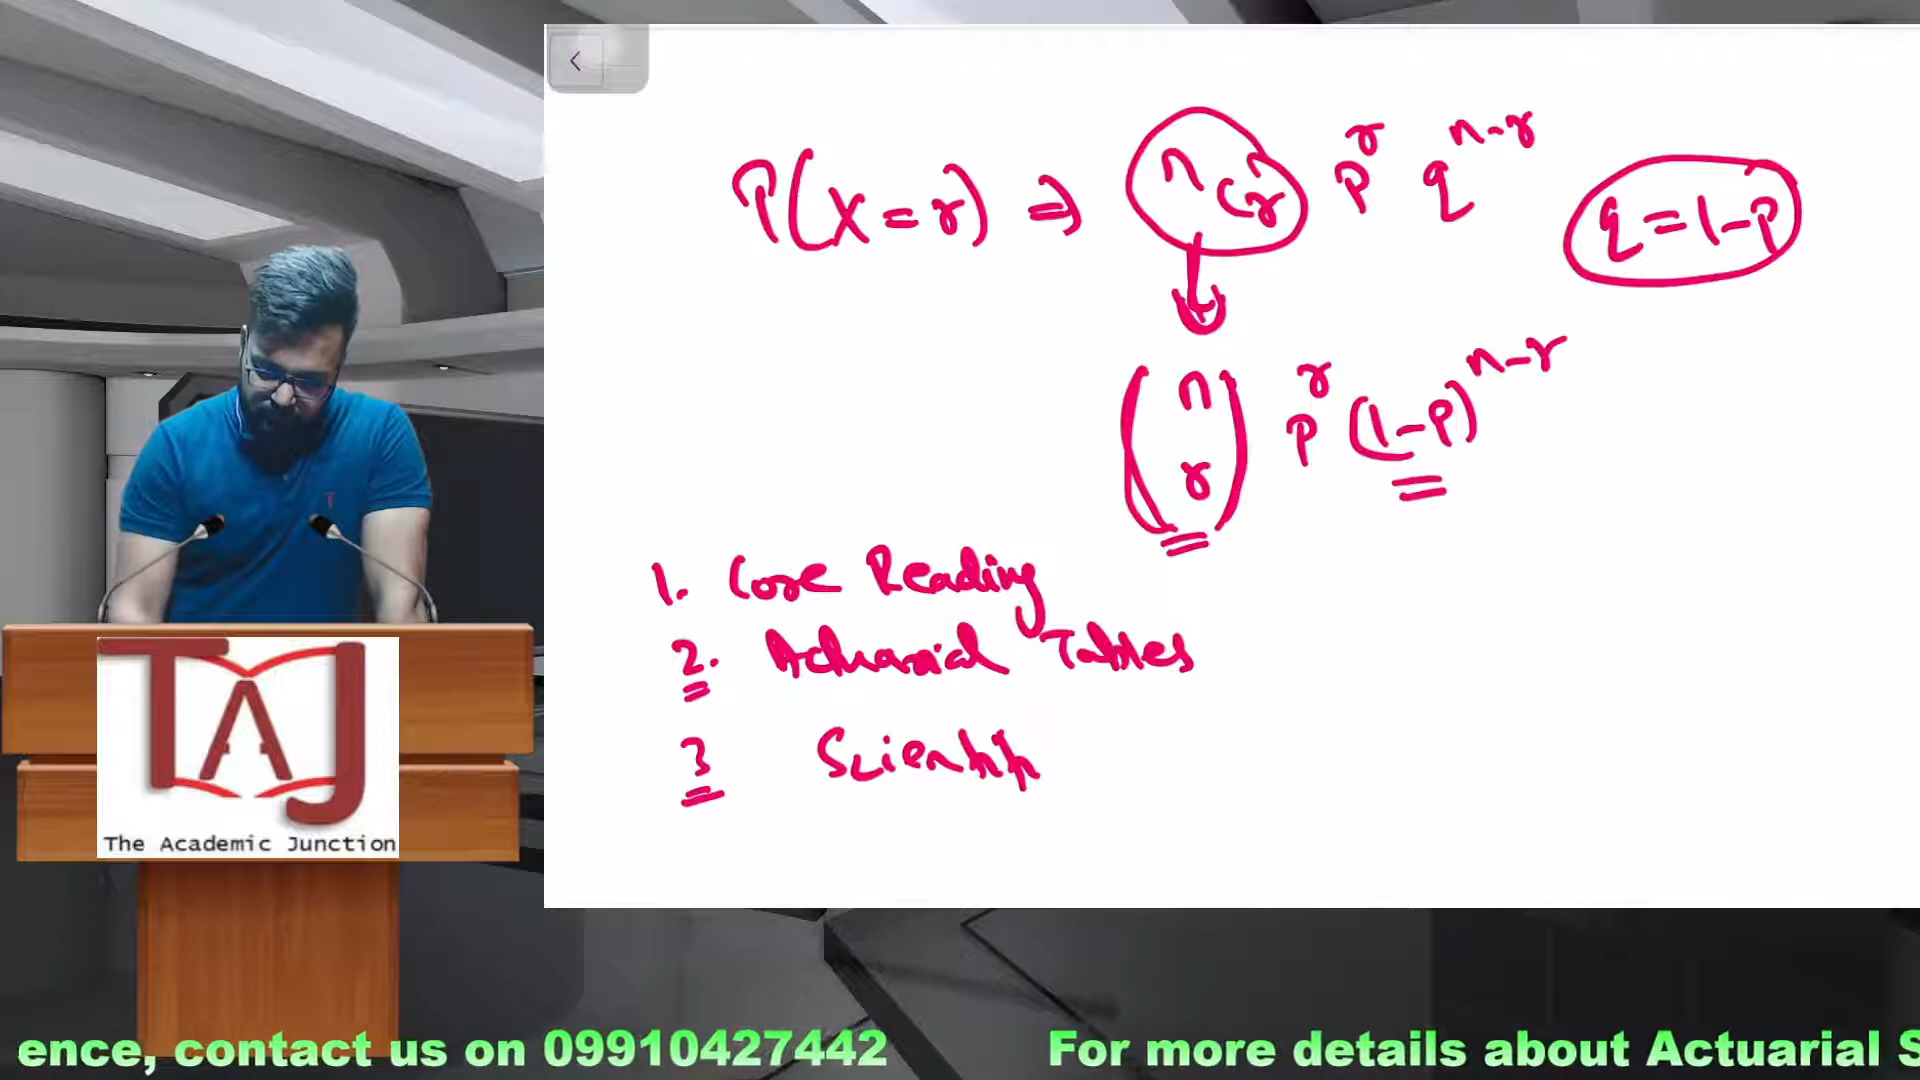 P(X=r) ⇒ nCr p^r q^n-r
q=1-p
(n r) p^r (1-p)^n-r
1. Core Reading
2. Actuarial Tables
3 Scientifi
TAJ
The Academic Junction
ence, contact us on 09910427442 For more details about Actuarial S